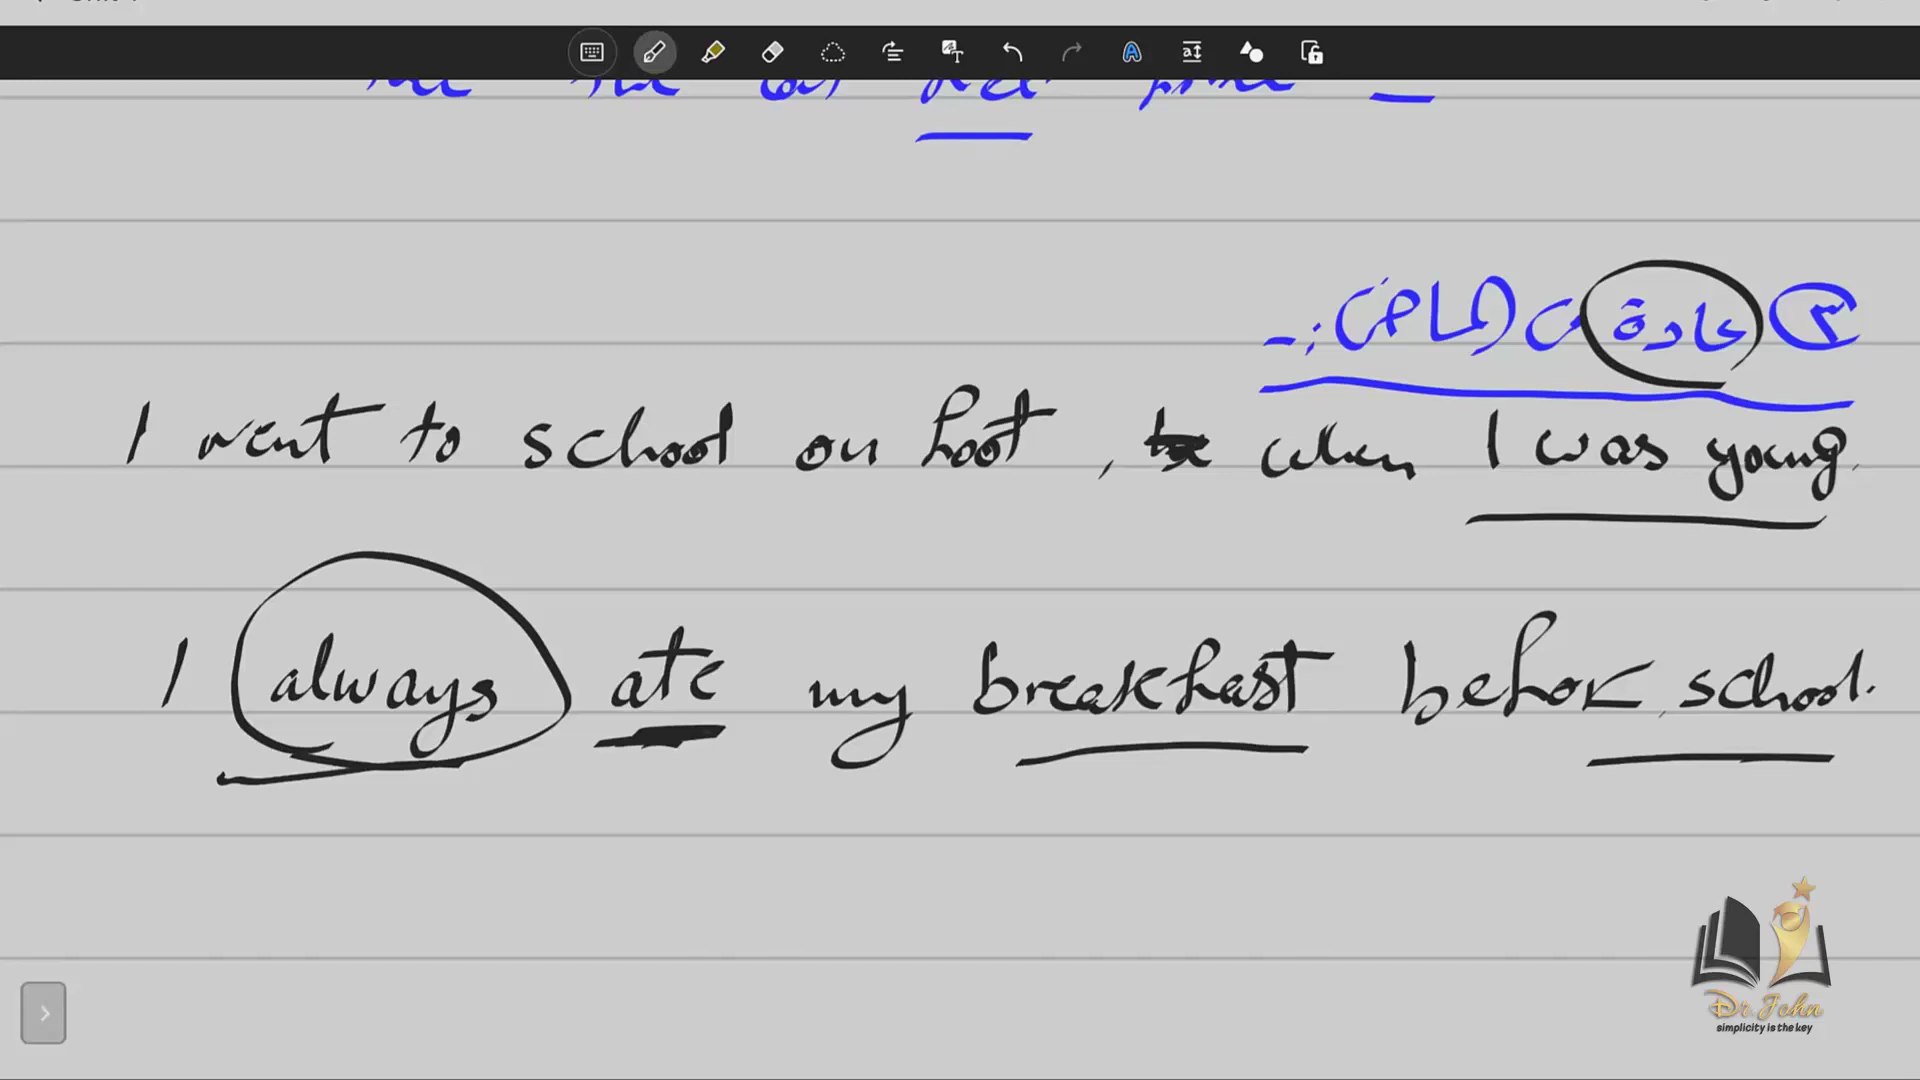 ٣ عادة في الماضي :-
I went to school on foot, when I was young.
I always ate my breakfast before school.
Dr. John
simplicity is the key